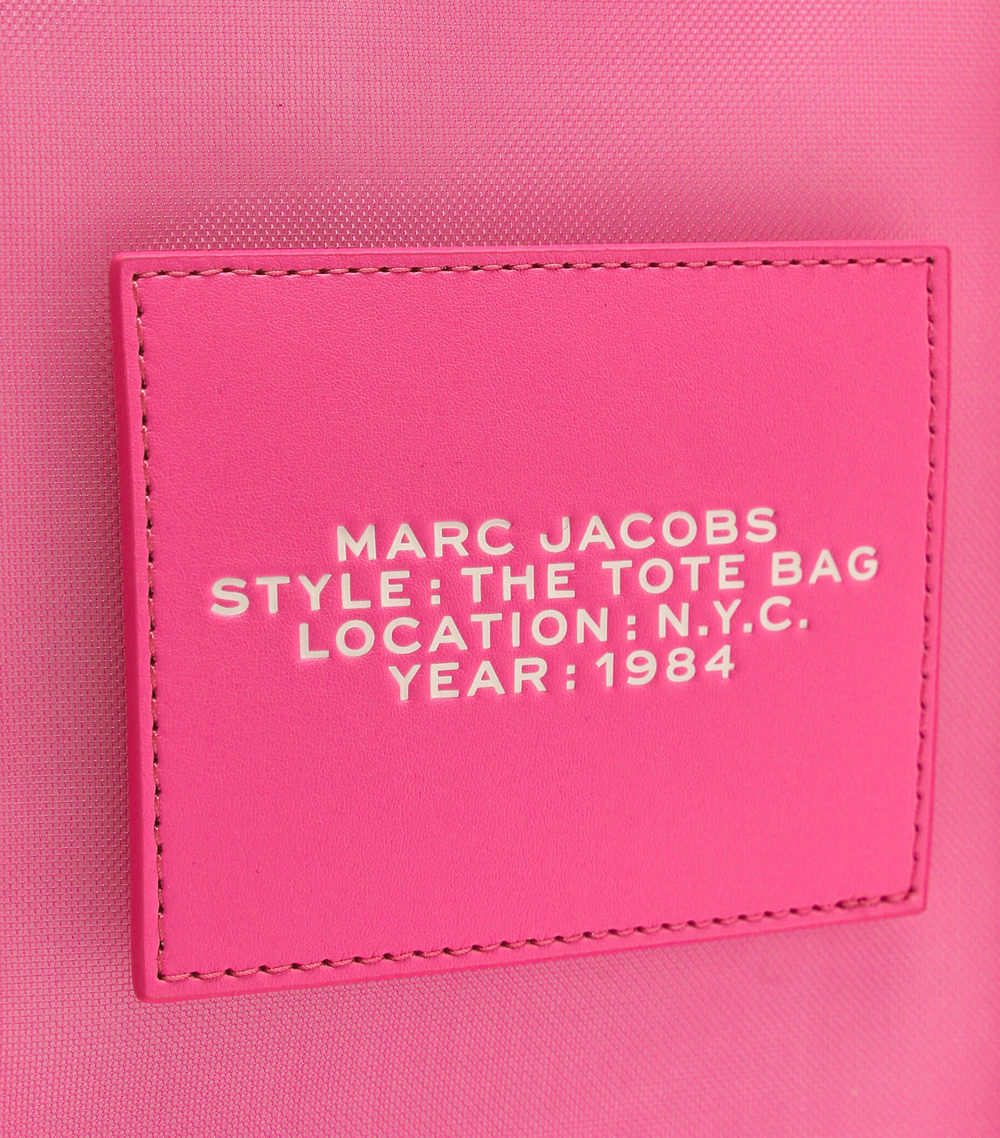 MARC JACOBS
STYLE: THE TOTE BAG
LOCATION: N.Y.C.
YEAR: 1984